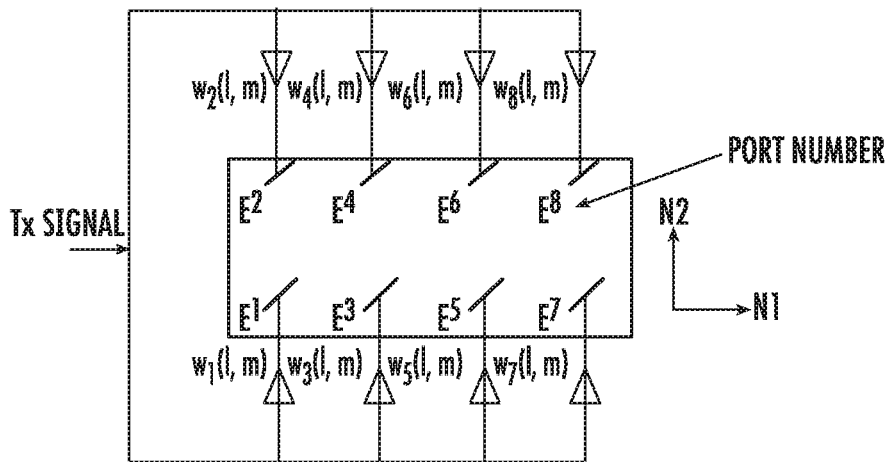 w2(l, m) w4(l, m) w6(l, m) w8(l, m)
PORT NUMBER
E2 E4 E6 E8
N2
Tx SIGNAL
E1 E3 E5 E7
N1
w1(l, m) w3(l, m) w5(l, m) w7(l, m)